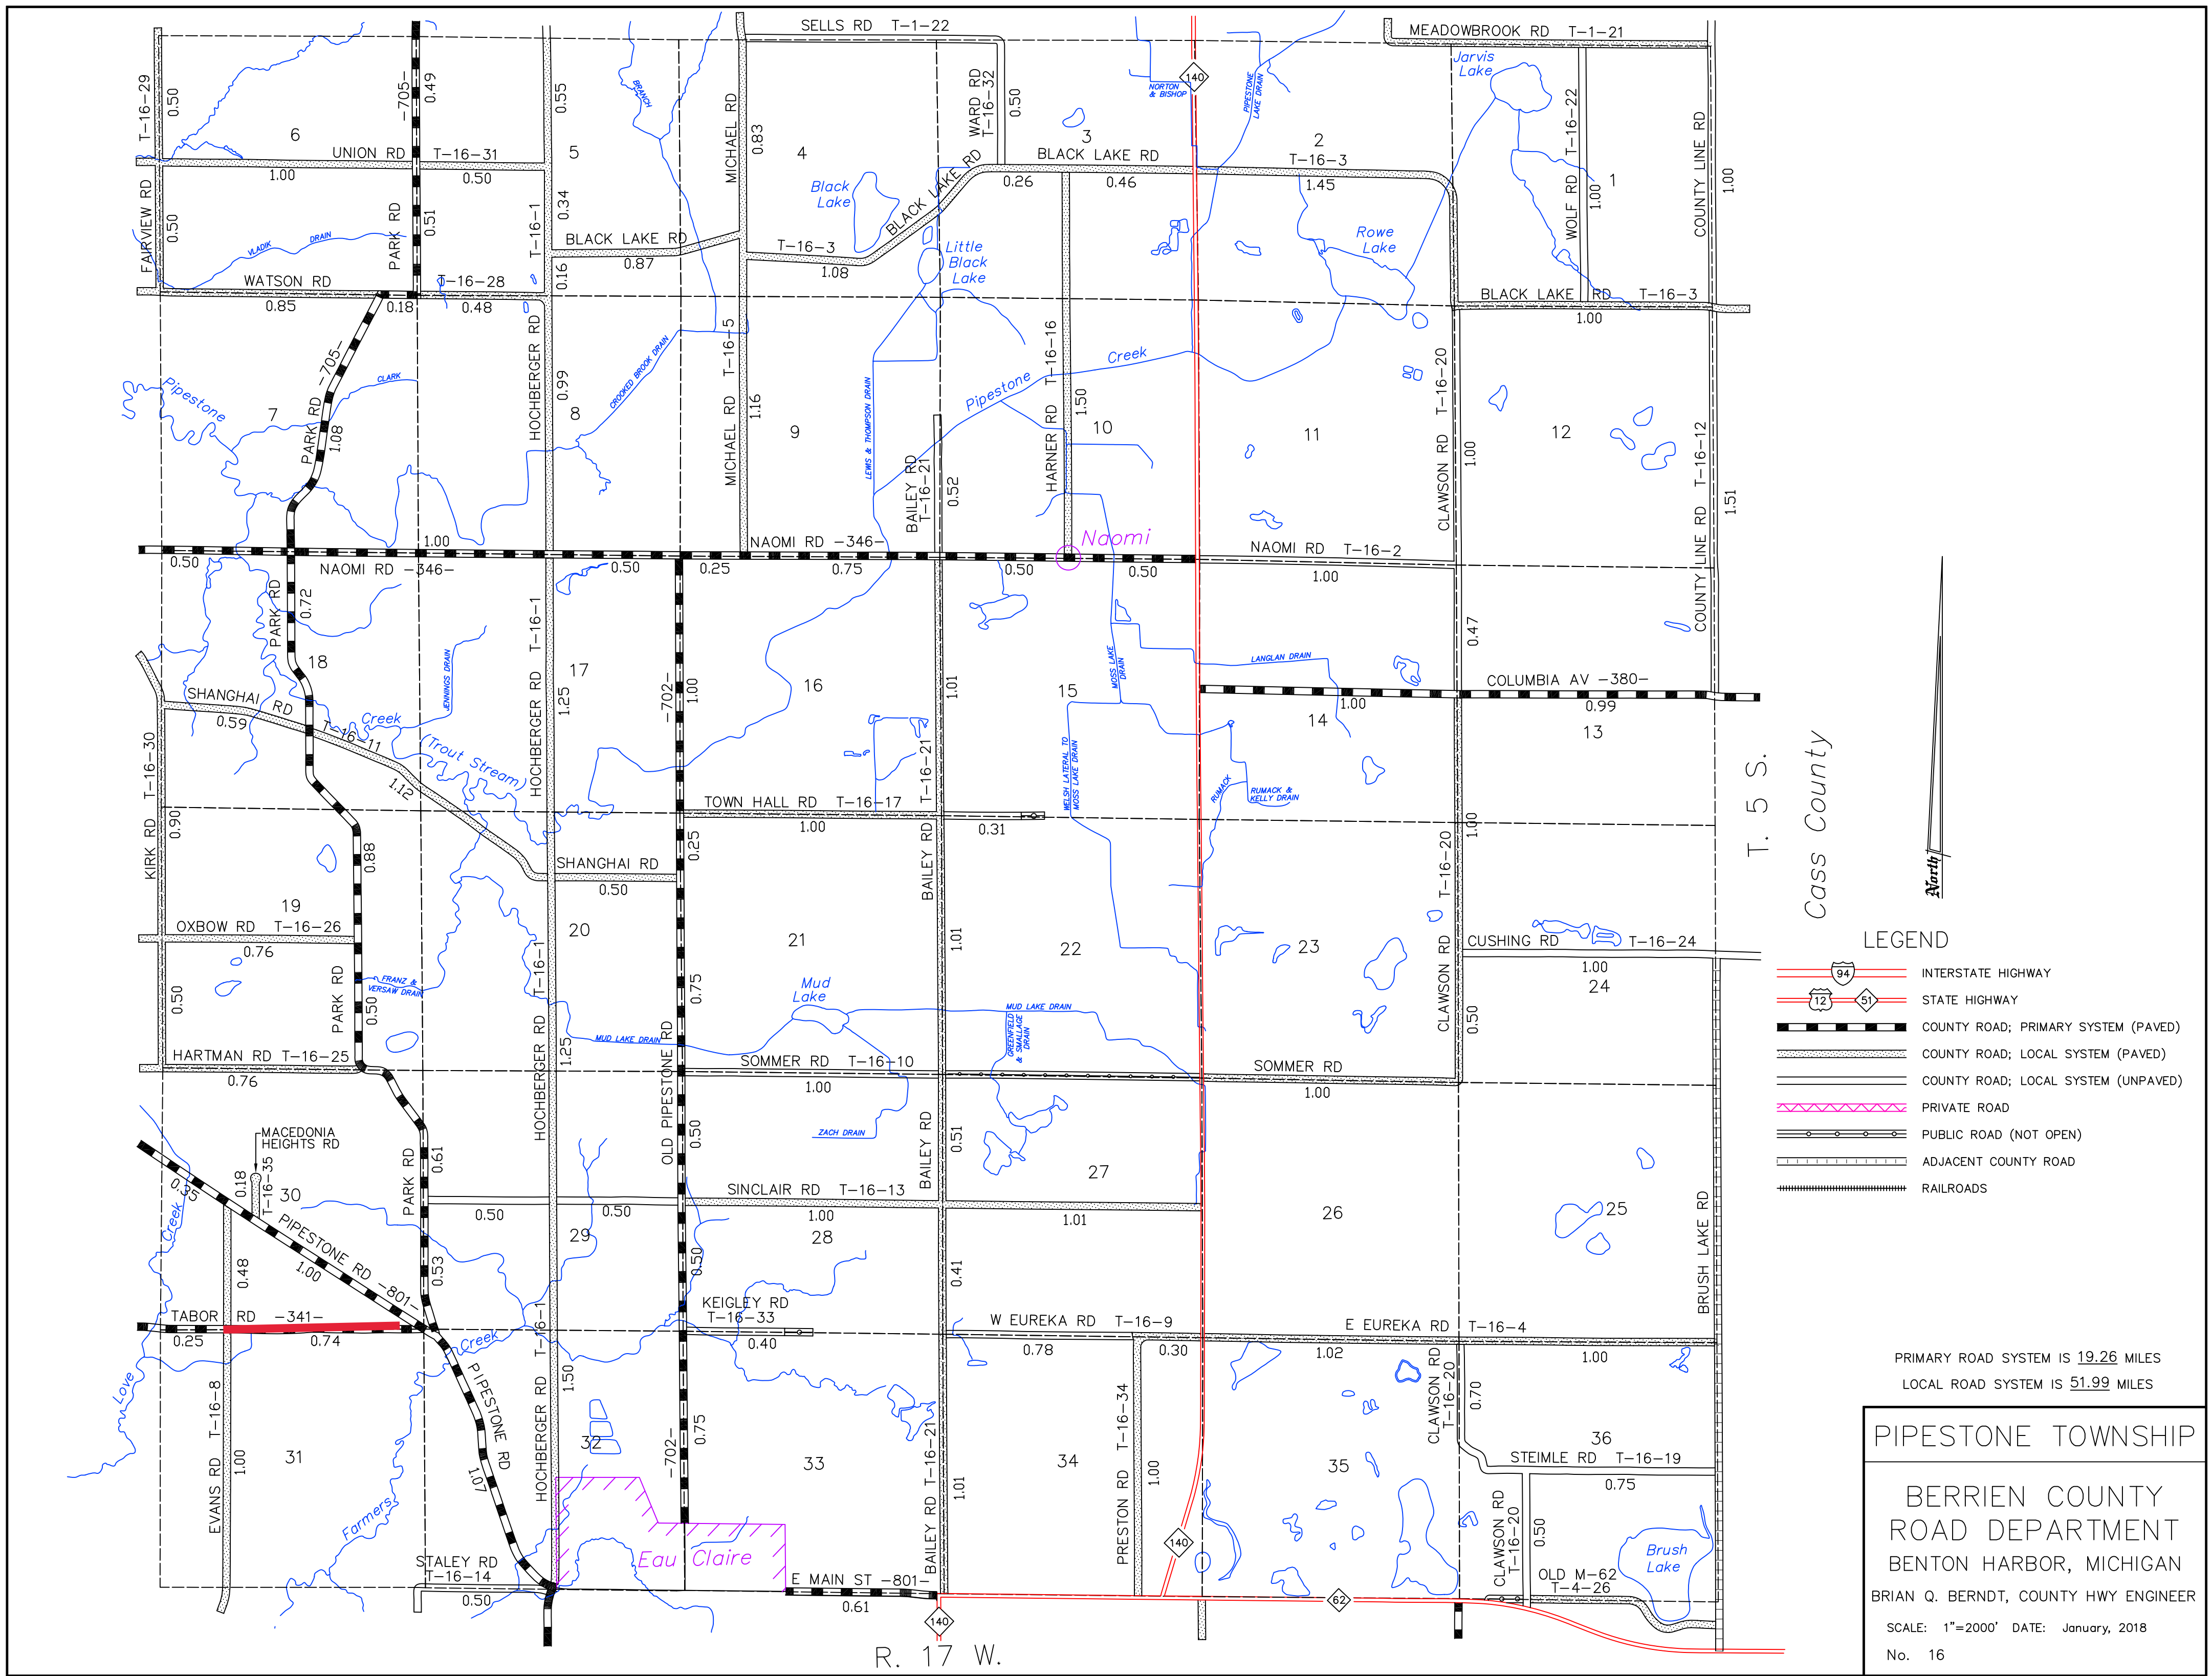 SELLS RD T-1-22
MEADOWBROOK RD T-1-21
T-16-29
0.50
-705-
0.49
0.55
BRANCH
MICHAEL RD
0.83
WARD RD
T-16-32
0.50
NORTON
& BISHOP
140
PIPESTONE
LAKE DRAIN
Jarvis
Lake
WOLF RD T-16-22
1.00
COUNTY LINE RD
1.00
6
5
4
3
2
1
UNION RD
T-16-31
1.00
0.50
BLACK LAKE RD
T-16-3
0.26
0.46
1.45
FARVIEW RD
0.50
PARK RD
0.51
T-16-1
0.34
0.16
Black
Lake
BLACK LAKE RD
BLACK LAKE RD
0.87
T-16-3
1.08
Little
Black
Lake
Rowe
Lake
VLADIK DRAIN
WATSON RD
T-16-28
0.85
0.18
0.48
BLACK LAKE RD T-16-3
1.00
-705-
PARK RD
1.08
CLARK
Pipestone
HOCHBERGER RD
0.99
CROOKED BROOK DRAIN
MICHAEL RD T-16-5
1.16
LEWIS & THOMPSON DRAIN
Pipestone
Creek
HARNER RD T-16-16
1.50
BAILEY RD
T-16-21
0.52
CLAWSON RD T-16-20
1.00
COUNTY LINE RD T-16-12
1.51
7
8
9
10
11
12
Naomi
1.00
0.50
NAOMI RD -346-
0.50
0.25
NAOMI RD -346-
0.75
0.50
0.50
NAOMI RD T-16-2
1.00
PARK RD
0.72
18
17
16
15
14
13
JENNINGS DRAIN
HOCHBERGER RD T-16-1
1.25
-702-
1.00
1.01
MOSS LAKE
DRAIN
LANGLAN DRAIN
0.47
COLUMBIA AV -380-
1.00
0.99
SHANGHAI RD
T-16-11
0.59
1.12
Creek
(Trout Stream)
KIRK RD T-16-30
0.90
T-16-21
WELSH LATERAL TO
MOSS LAKE DRAIN
RUMACK
RUMACK &
KELLY DRAIN
TOWN HALL RD T-16-17
1.00
0.31
T. 5 S.
Cass County
North
0.88
SHANGHAI RD
0.50
0.25
BAILEY RD
T-16-20
1.00
19
20
21
22
23
24
OXBOW RD T-16-26
0.76
CUSHING RD T-16-24
1.00
PARK RD
0.50
0.50
FRANZ &
VERSAW DRAIN
HOCHBERGER RD T-16-1
1.25
MUD LAKE DRAIN
OLD PIPESTONE RD
0.75
Mud
Lake
MUD LAKE DRAIN
GREENFIELD
& SMALLAGE
DRAIN
1.01
CLAWSON RD
0.50
HARTMAN RD T-16-25
0.76
SOMMER RD T-16-10
1.00
SOMMER RD
1.00
ZACH DRAIN
0.50
BAILEY RD
0.51
MACEDONIA
HEIGHTS RD
0.18
T-16-35
30
29
28
27
26
25
0.35
PARK RD
0.61
SINCLAIR RD T-16-13
0.50
0.50
1.00
1.01
Creek
PIPESTONE RD -801-
1.00
0.48
0.53
0.50
0.41
BRUSH LAKE RD
TABOR RD -341-
0.25
0.74
KEIGLEY RD
T-16-33
0.40
W EUREKA RD T-16-9
0.78
0.30
E EUREKA RD T-16-4
1.02
1.00
Love
Creek
HOCHBERGER RD T-16-1
1.50
PIPESTONE RD
1.07
EVANS RD T-16-8
1.00
Farmers
-702-
0.75
BAILEY RD T-16-21
1.01
PRESTON RD T-16-34
1.00
CLAWSON RD
T-16-20
0.70
31
32
33
34
35
36
STEIMLE RD T-16-19
0.75
CLAWSON RD
T-16-20
0.50
OLD M-62
T-4-26
Brush
Lake
Eau Claire
STALEY RD
T-16-14
0.50
E MAIN ST -801-
0.61
140
140
62
R. 17 W.
LEGEND
94 INTERSTATE HIGHWAY
12 51 STATE HIGHWAY
COUNTY ROAD; PRIMARY SYSTEM (PAVED)
COUNTY ROAD; LOCAL SYSTEM (PAVED)
COUNTY ROAD; LOCAL SYSTEM (UNPAVED)
PRIVATE ROAD
PUBLIC ROAD (NOT OPEN)
ADJACENT COUNTY ROAD
RAILROADS
PRIMARY ROAD SYSTEM IS 19.26 MILES
LOCAL ROAD SYSTEM IS 51.99 MILES
PIPESTONE TOWNSHIP
BERRIEN COUNTY
ROAD DEPARTMENT
BENTON HARBOR, MICHIGAN
BRIAN Q. BERNDT, COUNTY HWY ENGINEER
SCALE: 1"=2000' DATE: January, 2018
No. 16